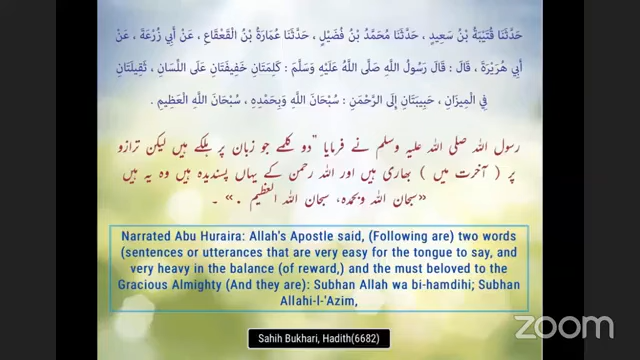 حَدَّثَنَا قُتَيْبَةُ بْنُ سَعِيدٍ ، حَدَّثَنَا مُحَمَّدُ بْنُ فُضَيْلٍ ، حَدَّثَنَا عُمَارَةُ بْنُ الْقَعْقَاعِ ، عَنْ أَبِي زُرْعَةَ ، عَنْ
أَبِي هُرَيْرَةَ ، قَالَ : قَالَ رَسُولُ اللَّهِ صَلَّى اللَّهُ عَلَيْهِ وَسَلَّمَ : كَلِمَتَانِ خَفِيفَتَانِ عَلَى اللِّسَانِ ، ثَقِيلَتَانِ
فِي الْمِيزَانِ ، حَبِيبَتَانِ إِلَى الرَّحْمَنِ : سُبْحَانَ اللَّهِ وَبِحَمْدِهِ ، سُبْحَانَ اللَّهِ الْعَظِيمِ .
رسول اللہ صلی اللہ علیہ وسلم نے فرمایا ”دو کلمے جو زبان پر ہلکے ہیں لیکن ترازو
پر ( آخرت میں ) بھاری ہیں اور اللہ رحمن کے یہاں پسندیدہ ہیں وہ یہ ہیں
«سبحان اللہ وبحمدہ، سبحان اللہ العظیم .» ۔
Narrated Abu Huraira: Allah's Apostle said, (Following are) two words
(sentences or utterances that are very easy for the tongue to say, and
very heavy in the balance (of reward,) and the must beloved to the
Gracious Almighty (And they are): Subhan Allah wa bi-hamdihi; Subhan
Allahi-l-'Azim,
Sahih Bukhari, Hadith(6682)
zoom